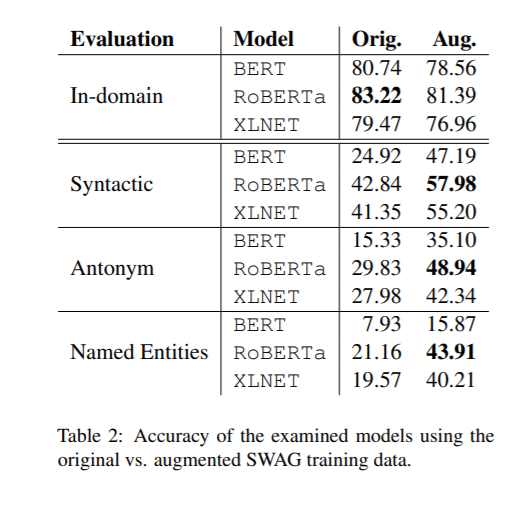 Evaluation Model Orig. Aug.
BERT 80.74 78.56
In-domain RoBERTa 83.22 81.39
XLNET 79.47 76.96
BERT 24.92 47.19
Syntactic RoBERTa 42.84 57.98
XLNET 41.35 55.20
BERT 15.33 35.10
Antonym RoBERTa 29.83 48.94
XLNET 27.98 42.34
BERT 7.93 15.87
Named Entities RoBERTa 21.16 43.91
XLNET 19.57 40.21
Table 2: Accuracy of the examined models using the
original vs. augmented SWAG training data.